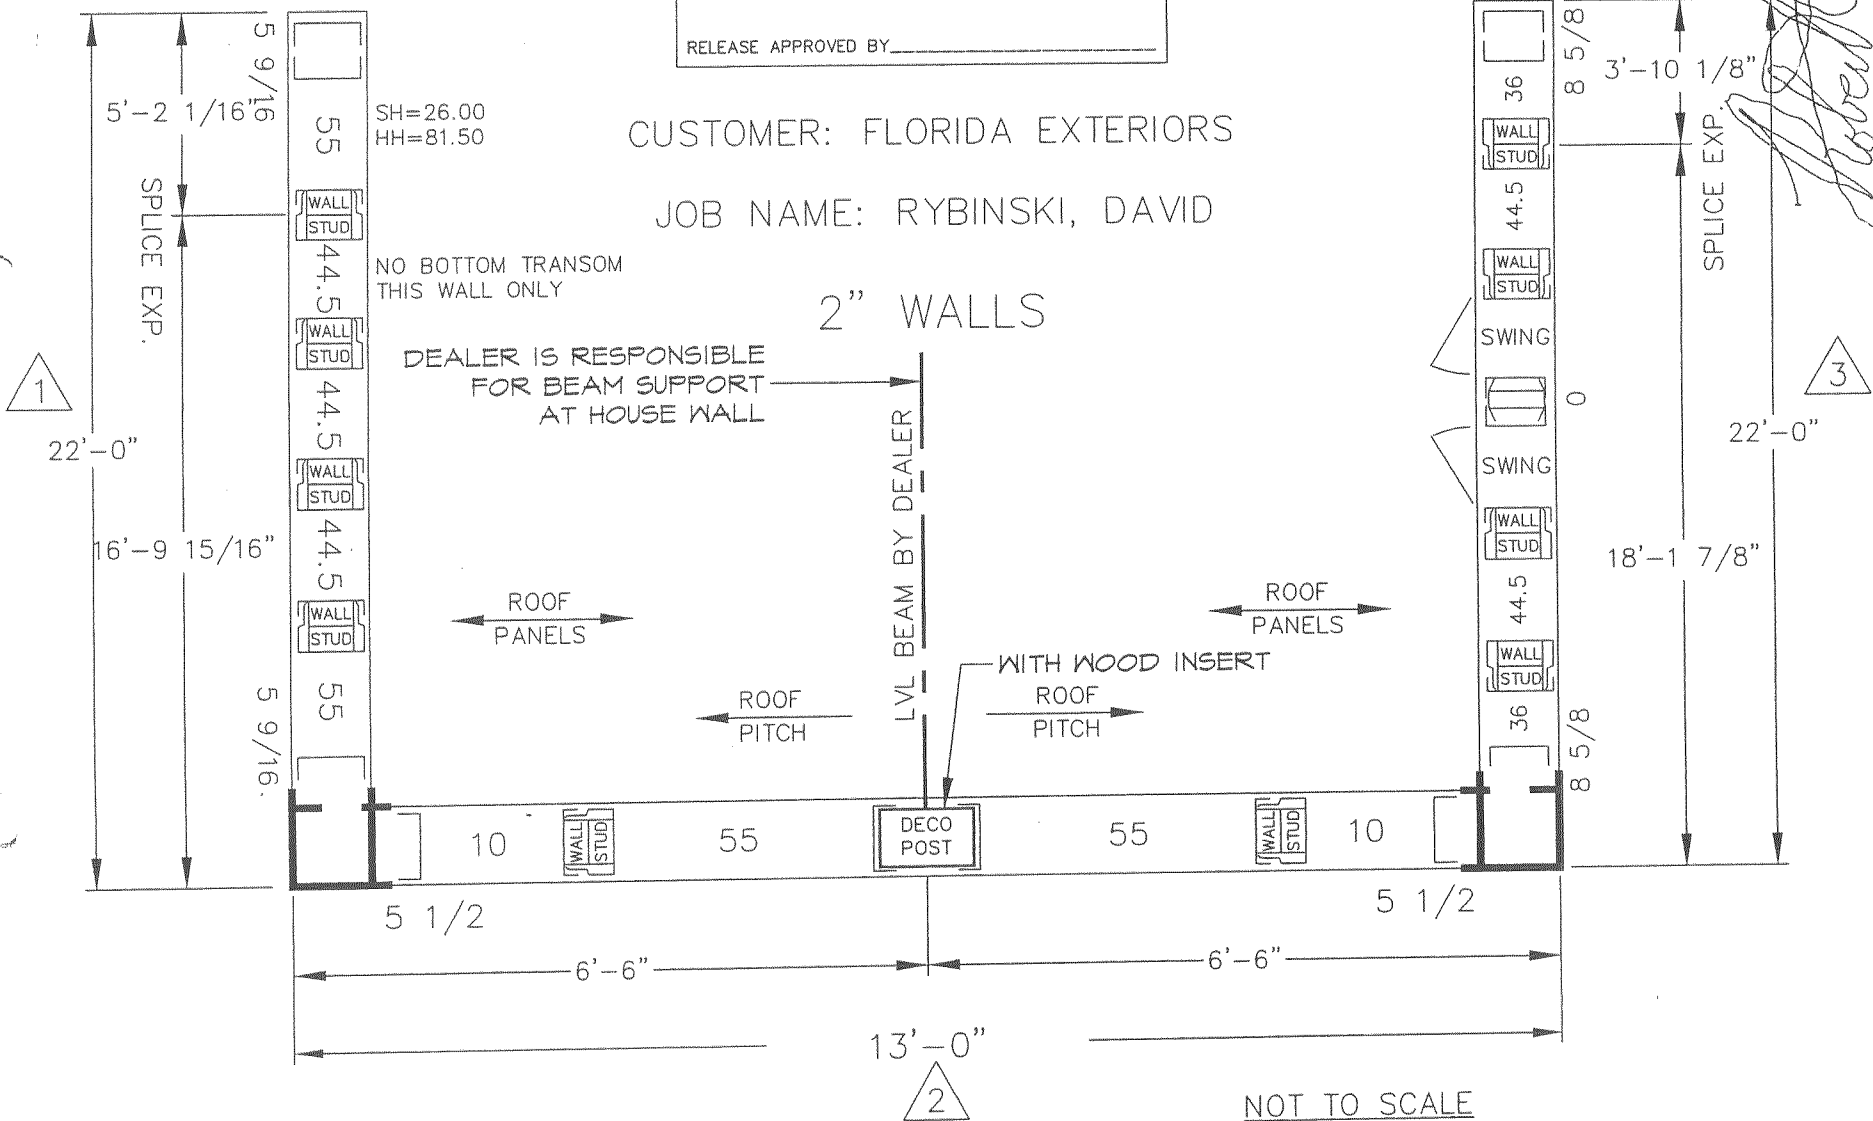 RELEASE APPROVED BY
CUSTOMER: FLORIDA EXTERIORS
JOB NAME: RYBINSKI, DAVID
2" WALLS
SH=26.00
HH=81.50
NO BOTTOM TRANSOM
THIS WALL ONLY
DEALER IS RESPONSIBLE
FOR BEAM SUPPORT
AT HOUSE WALL
LVL BEAM BY DEALER
WITH WOOD INSERT
ROOF
PANELS
ROOF
PANELS
ROOF
PITCH
ROOF
PITCH
5 9/16
5'-2 1/16"
SPLICE EXP.
1
22'-0"
16'-9 15/16"
5 9/16
55
WALL
STUD
44.5
WALL
STUD
44.5
WALL
STUD
44.5
WALL
STUD
55
10
WALL
STUD
55
DECO
POST
55
WALL
STUD
10
5 1/2
5 1/2
6'-6"
6'-6"
13'-0"
2
NOT TO SCALE
8 5/8
3'-10 1/8"
SPLICE EXP.
3
22'-0"
18'-1 7/8"
8 5/8
36
WALL
STUD
44.5
WALL
STUD
SWING
0
SWING
WALL
STUD
44.5
WALL
STUD
36